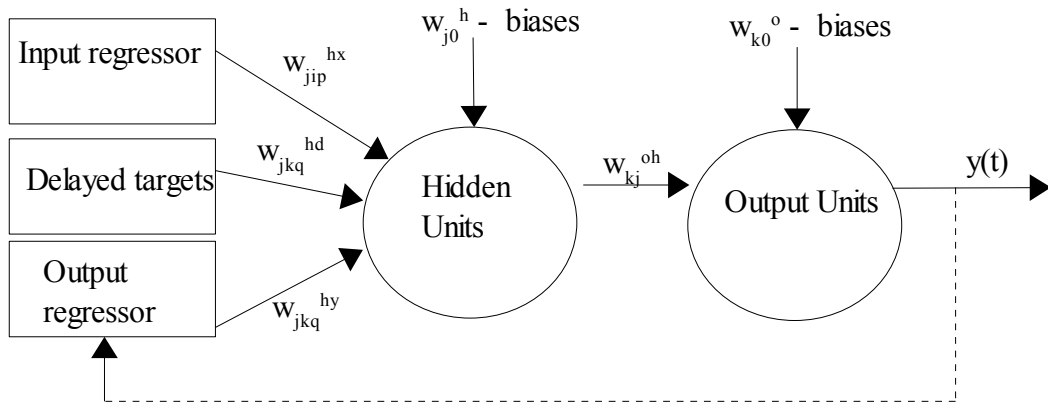 Input regressor
Delayed targets
Output
regressor
w_jip^hx
w_jkq^hd
w_jkq^hy
w_j0^h - biases
Hidden
Units
w_kj^oh
w_k0^o - biases
Output Units
y(t)